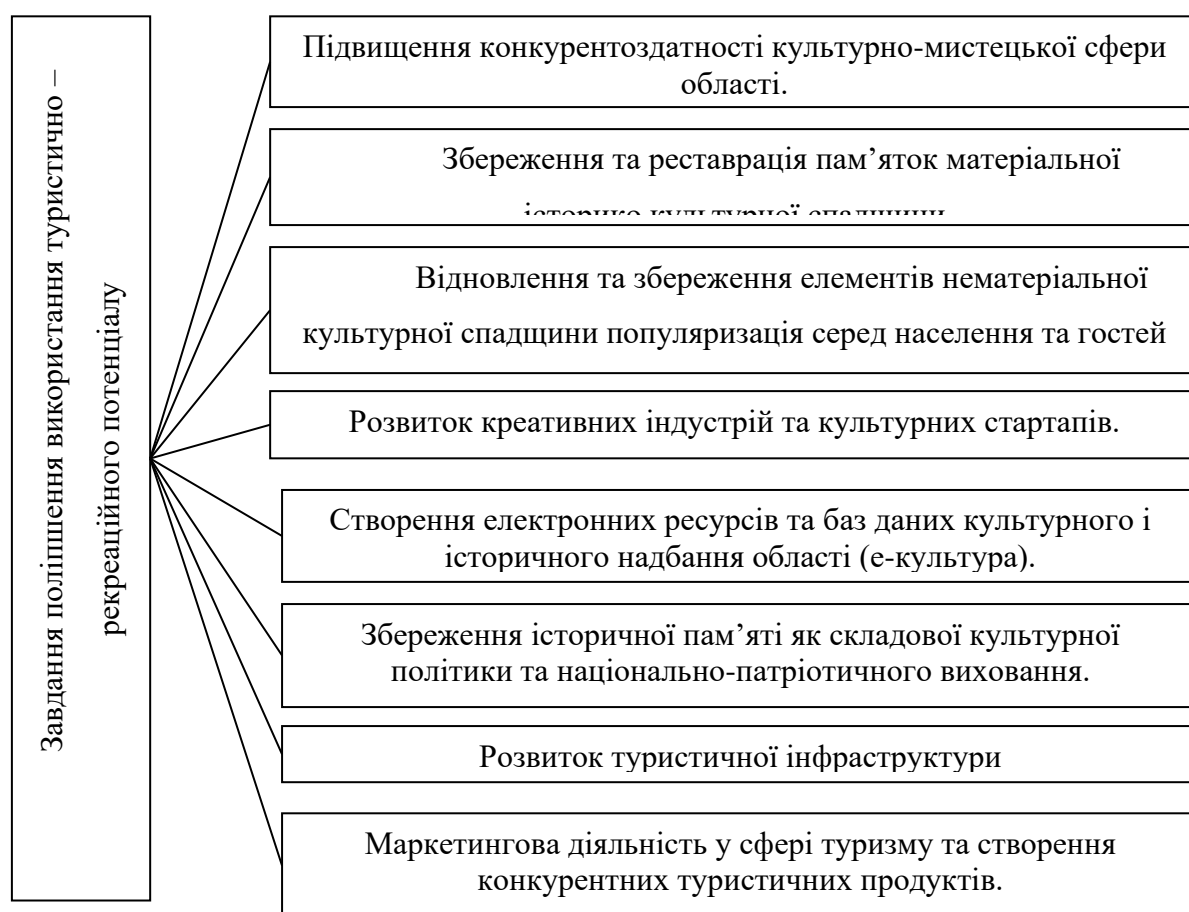 Завдання поліпшення використання туристично –
рекреаційного потенціалу
Підвищення конкурентоздатності культурно-мистецької сфери
області.
Збереження та реставрація пам’яток матеріальної
історико культурної спадщини
Відновлення та збереження елементів нематеріальної
культурної спадщини популяризація серед населення та гостей
Розвиток креативних індустрій та культурних стартапів.
Створення електронних ресурсів та баз даних культурного і
історичного надбання області (е-культура).
Збереження історичної пам’яті як складової культурної
політики та національно-патріотичного виховання.
Розвиток туристичної інфраструктури
Маркетингова діяльність у сфері туризму та створення
конкурентних туристичних продуктів.